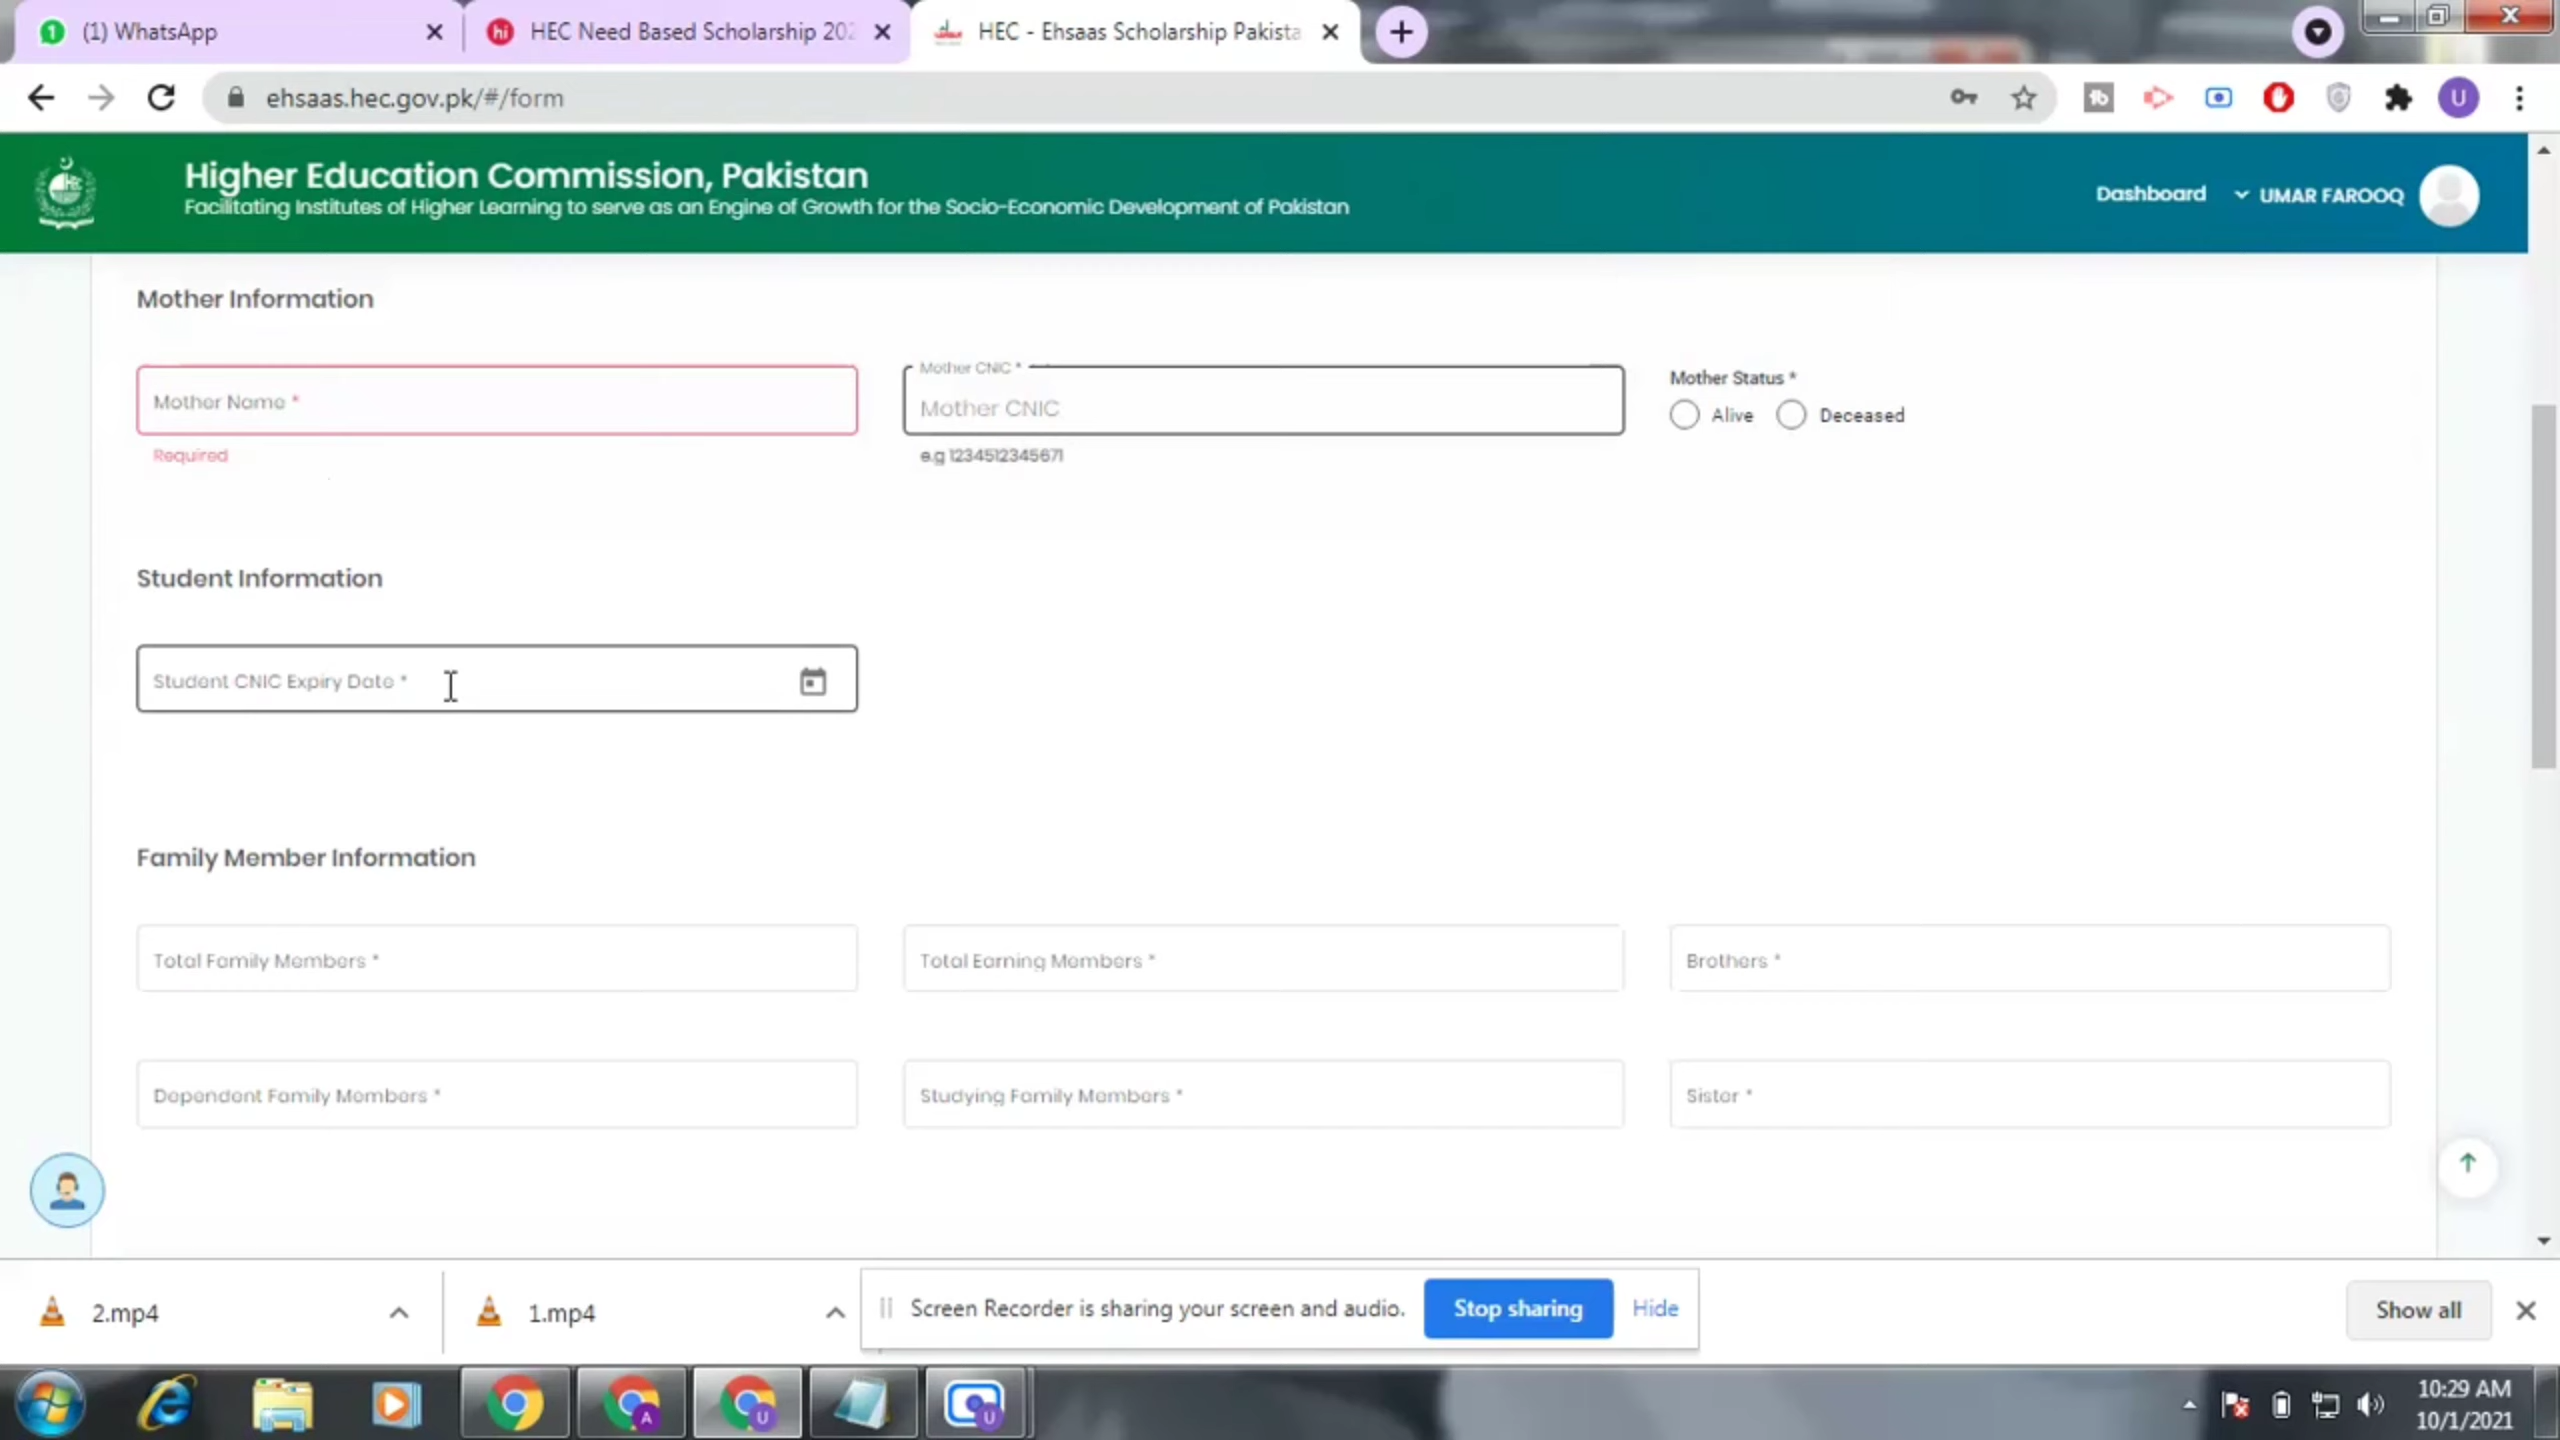 (1) WhatsApp
HEC Need Based Scholarship 202
HEC - Ehsaas Scholarship Pakista
ehsaas.hec.gov.pk/#/form
U
Higher Education Commission, Pakistan
Facilitating Institutes of Higher Learning to serve as an Engine of Growth for the Socio-Economic Development of Pakistan
Dashboard
UMAR FAROOQ
Mother Information
Mother Name *
Required
Mother CNIC *
Mother CNIC
e.g 1234512345671
Mother Status *
Alive
Deceased
Student Information
Student CNIC Expiry Date *
Family Member Information
Total Family Members *
Total Earning Members *
Brothers *
Dependent Family Members *
Studying Family Members *
Sister *
2.mp4
1.mp4
Screen Recorder is sharing your screen and audio.
Stop sharing
Hide
Show all
A
U
U
10:29 AM
10/1/2021